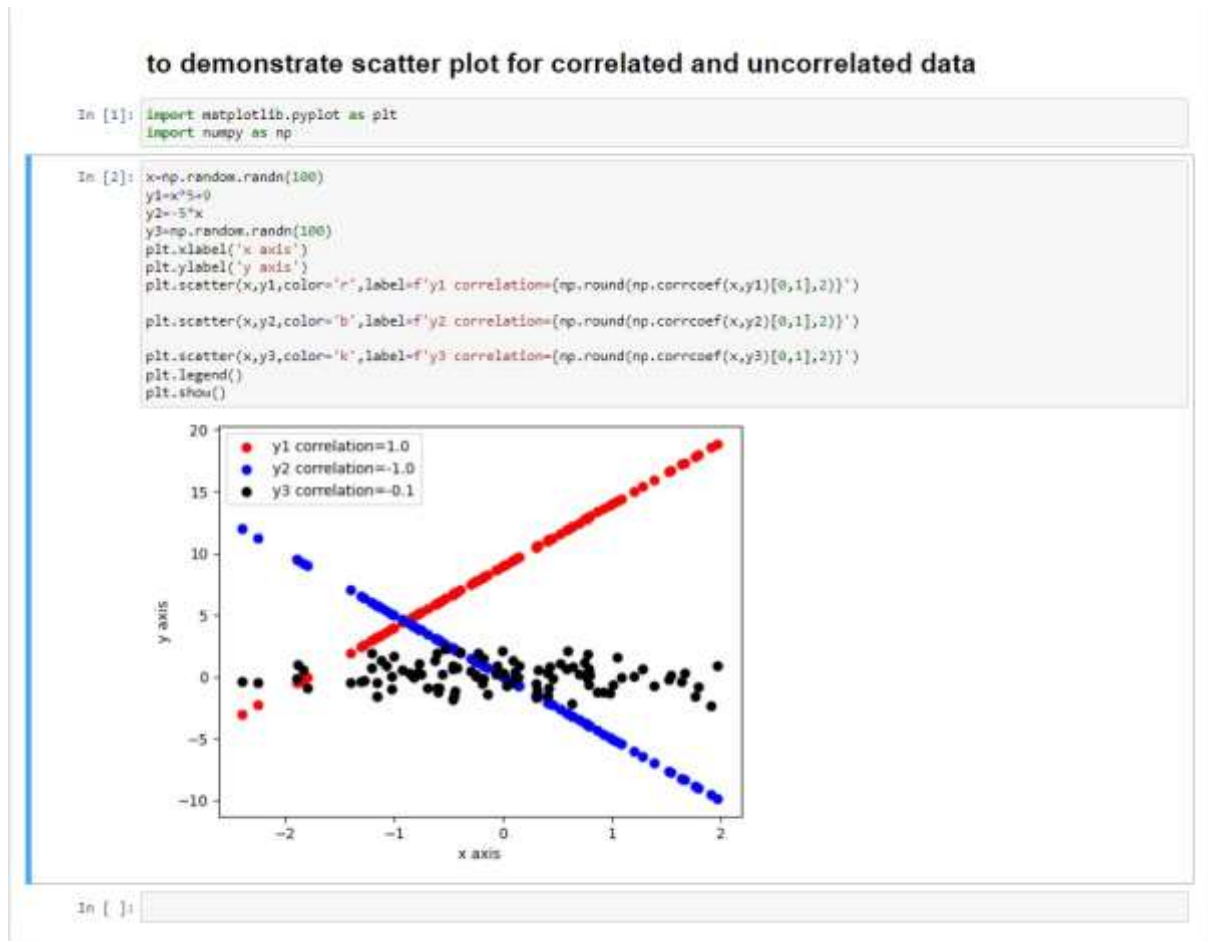 to demonstrate scatter plot for correlated and uncorrelated data
In [1]: import matplotlib.pyplot as plt
import numpy as np
In [2]: x=np.random.randn(100)
y1=x*5+9
y2=-5*x
y3=np.random.randn(100)
plt.xlabel('x axis')
plt.ylabel('y axis')
plt.scatter(x,y1,color='r',label=f'y1 correlation={np.round(np.corrcoef(x,y1)[0,1],2)}')
plt.scatter(x,y2,color='b',label=f'y2 correlation={np.round(np.corrcoef(x,y2)[0,1],2)}')
plt.scatter(x,y3,color='k',label=f'y3 correlation={np.round(np.corrcoef(x,y3)[0,1],2)}')
plt.legend()
plt.show()
y1 correlation=1.0
y2 correlation=-1.0
y3 correlation=-0.1
20
15
10
5
0
−5
−10
y axis
−2 −1 0 1 2
x axis
In [ ]: